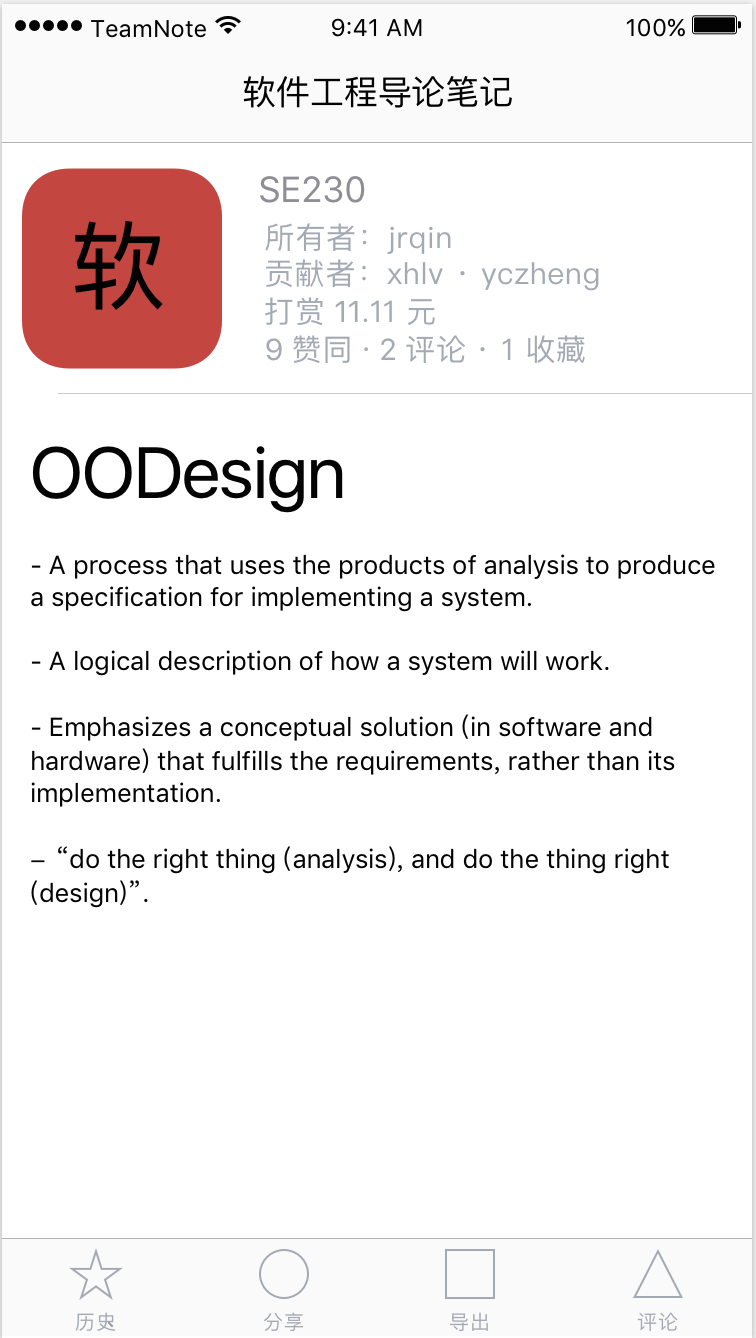 TeamNote 9:41 AM 100%
软件工程导论笔记
软
SE230
所有者：jrqin
贡献者：xhlv · yczheng
打赏 11.11 元
9 赞同 · 2 评论 · 1 收藏
OODesign
- A process that uses the products of analysis to produce
a specification for implementing a system.
- A logical description of how a system will work.
- Emphasizes a conceptual solution (in software and
hardware) that fulfills the requirements, rather than its
implementation.
– “do the right thing (analysis), and do the thing right
(design)”.
历史 分享 导出 评论